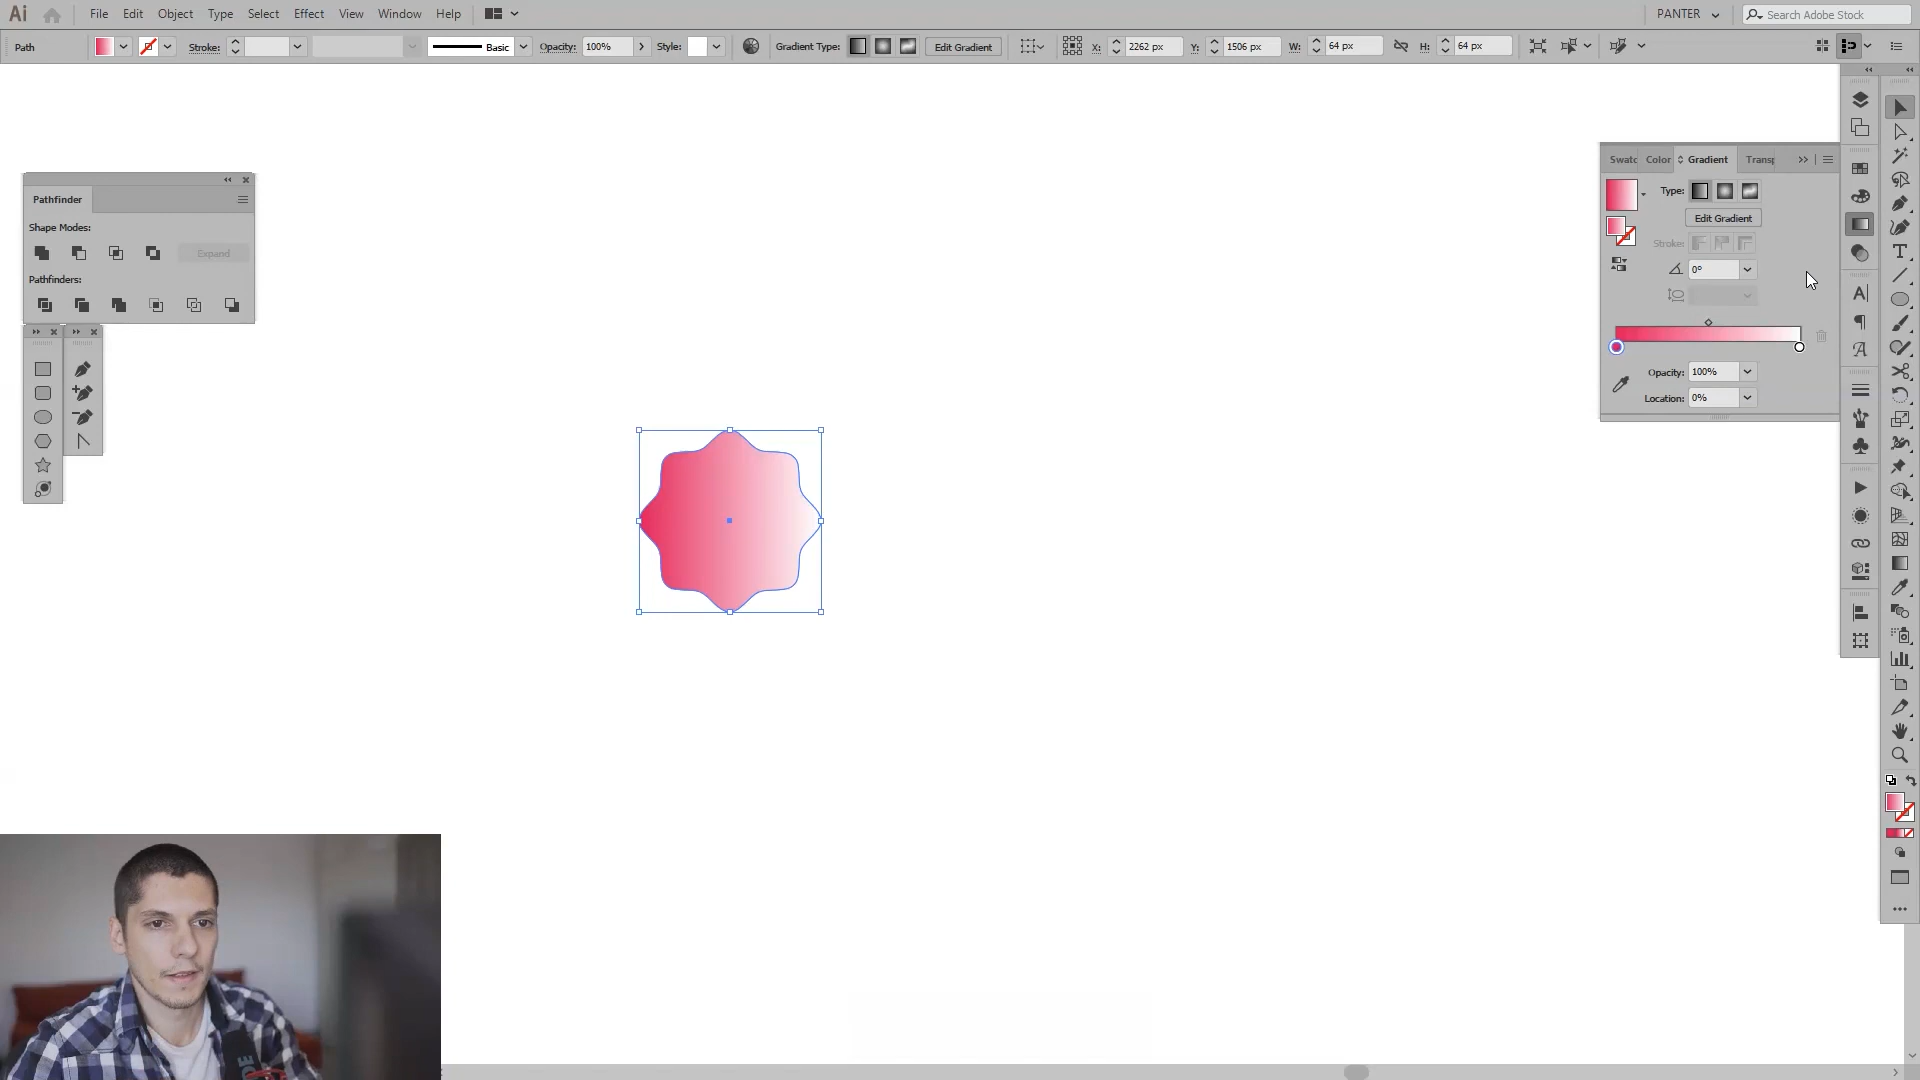 Ai File Edit Object Type Select Effect View Window Help PANTER Search Adobe Stock
Path Stroke: Basic Opacity: 100% Style: Gradient Type: Edit Gradient X: 2262 px Y: 1506 px W: 64 px H: 64 px
Pathfinder
Shape Modes:
Expand
Pathfinders:
Swatc Color Gradient Transp
Type:
Edit Gradient
Stroke:
0°
Opacity: 100%
Location: 0%